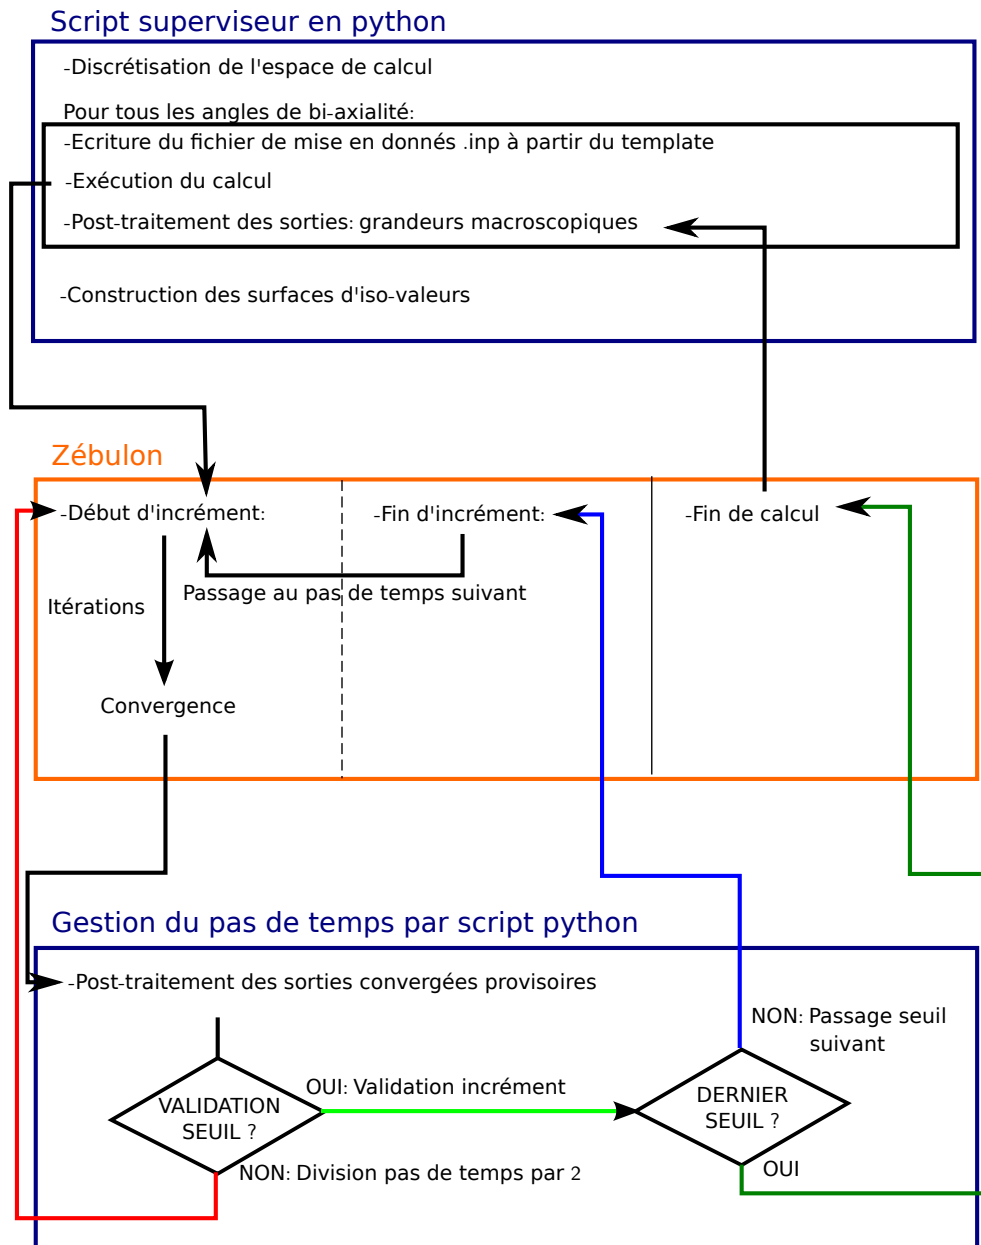 Script superviseur en python
-Discrétisation de l'espace de calcul
Pour tous les angles de bi-axialité:
-Ecriture du fichier de mise en donnés .inp à partir du template
-Exécution du calcul
-Post-traitement des sorties: grandeurs macroscopiques
-Construction des surfaces d'iso-valeurs
Zébulon
-Début d'incrément:
-Fin d'incrément:
-Fin de calcul
Passage au pas de temps suivant
Itérations
Convergence
Gestion du pas de temps par script python
-Post-traitement des sorties convergées provisoires
NON: Passage seuil
suivant
OUI: Validation incrément
VALIDATION
SEUIL ?
DERNIER
SEUIL ?
NON: Division pas de temps par 2
OUI